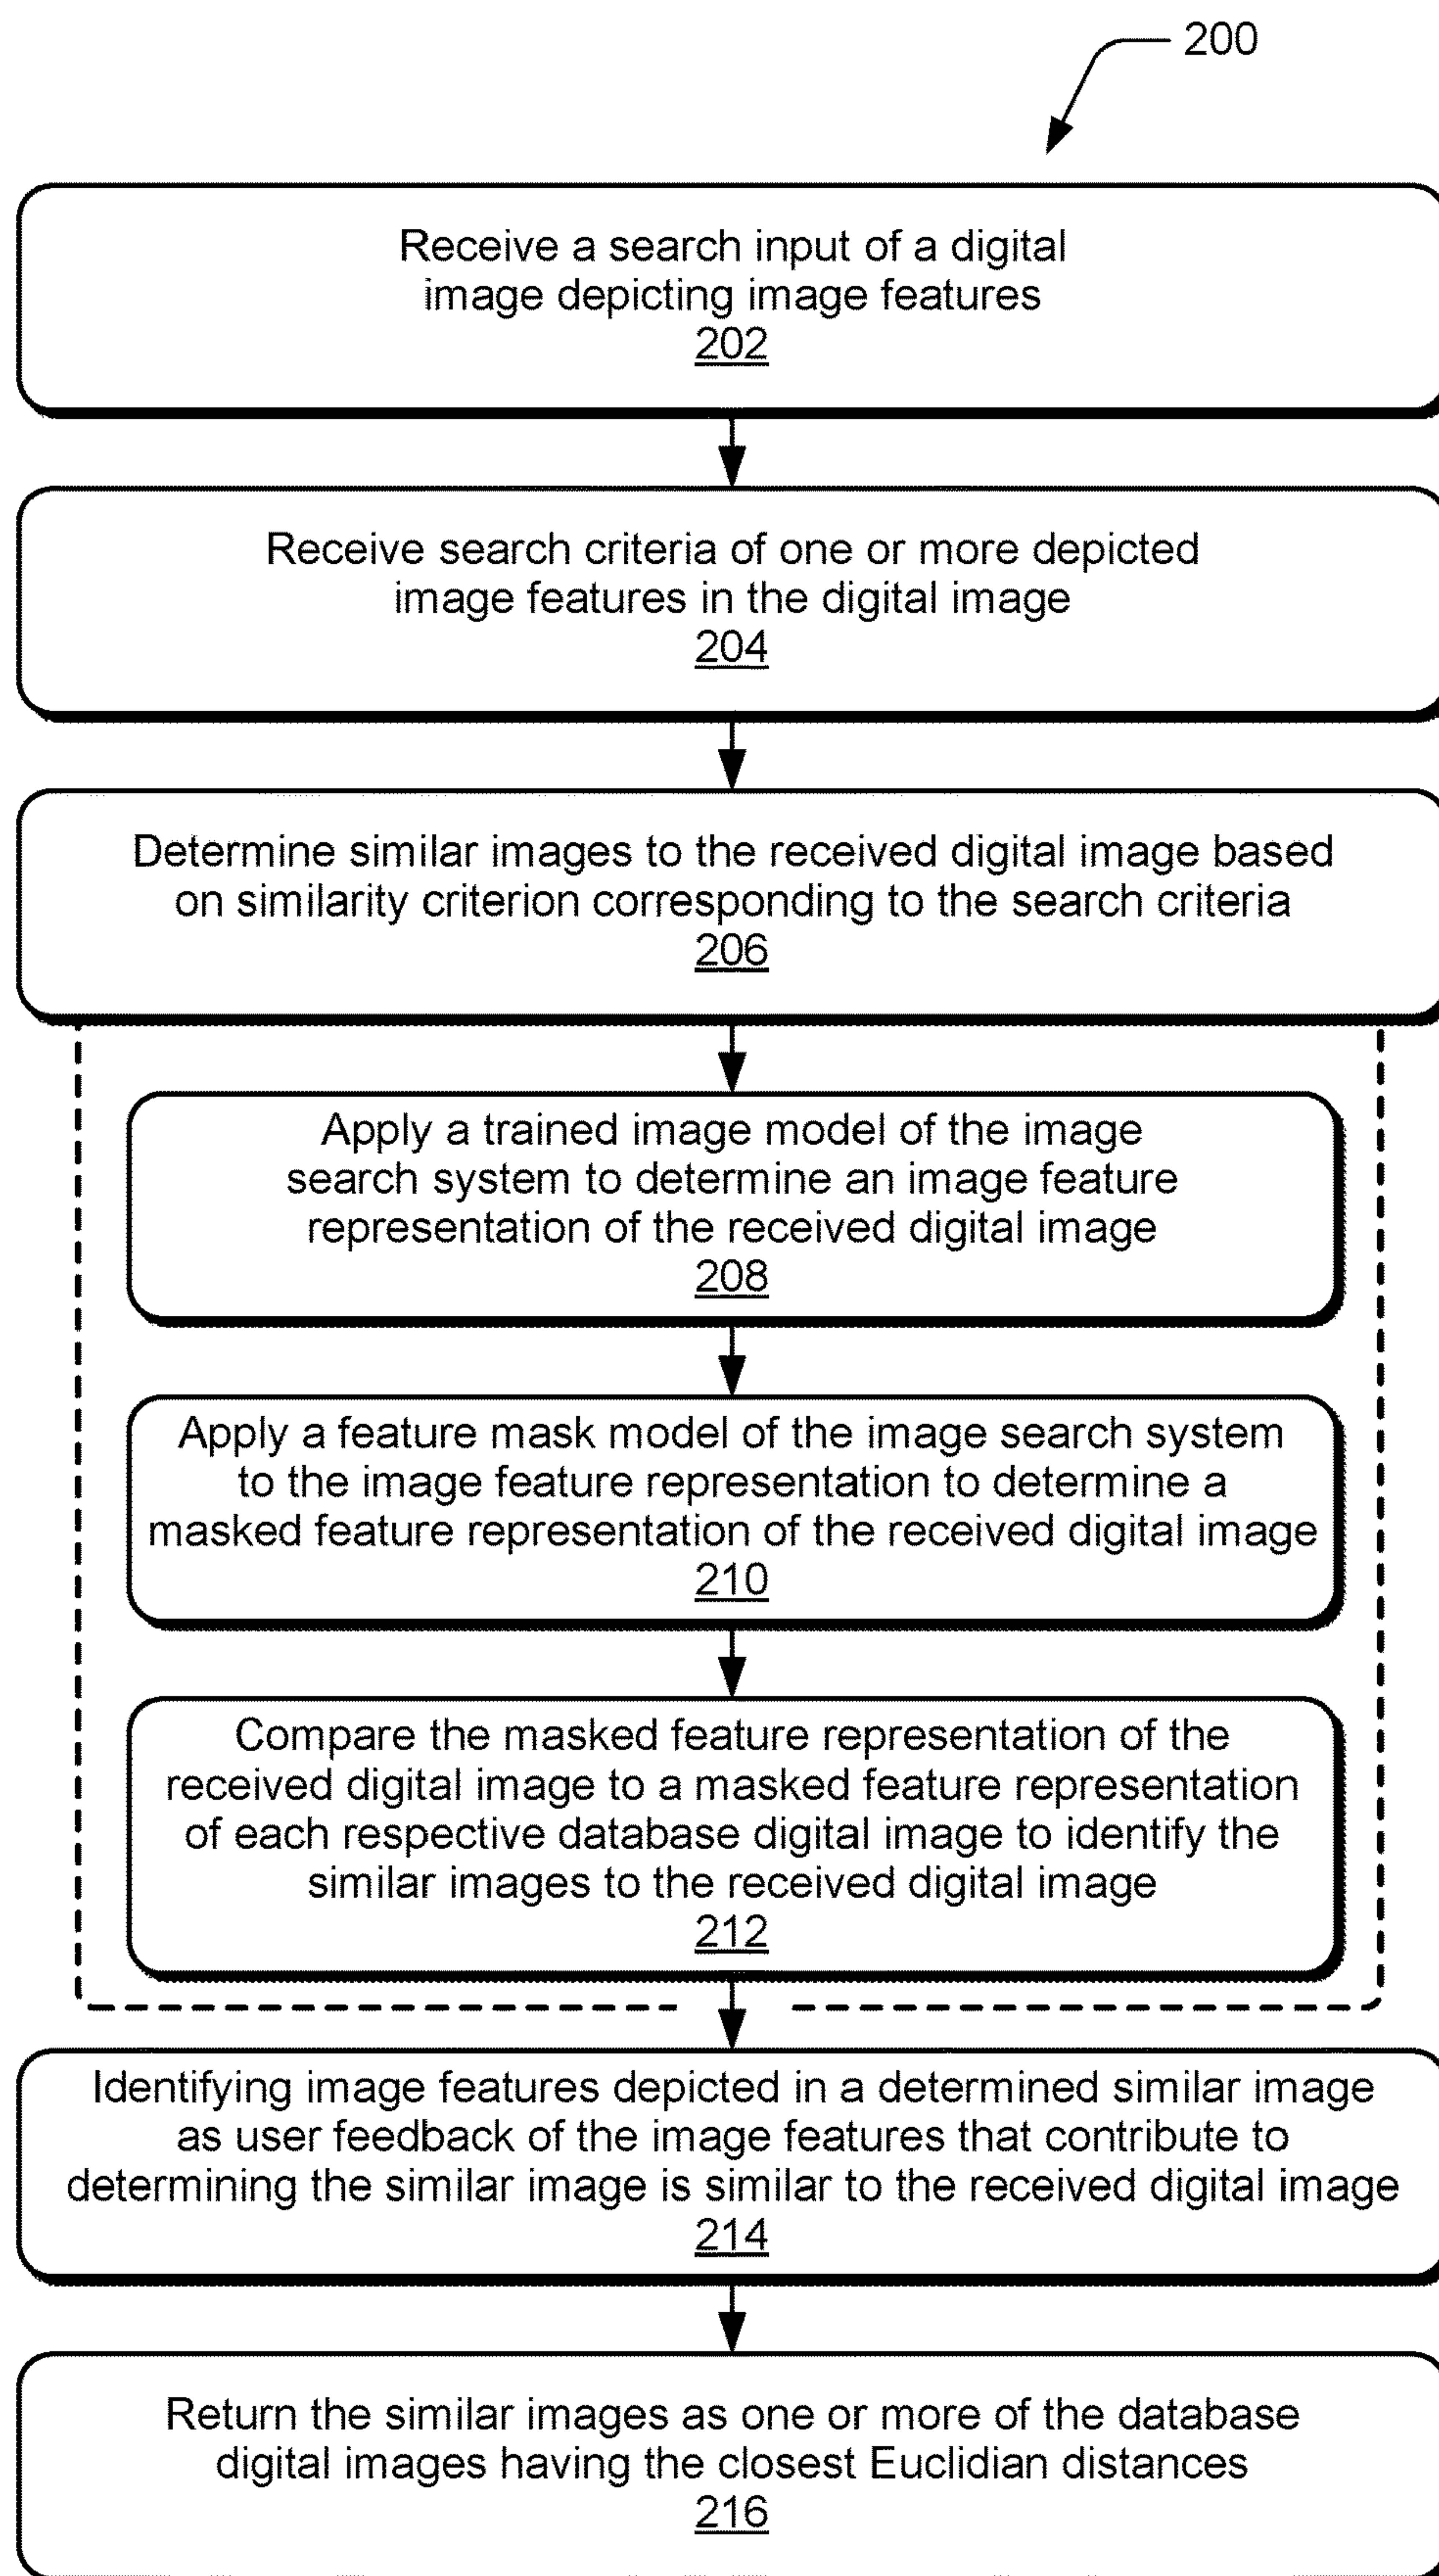 200
Receive a search input of a digital
image depicting image features
202
Receive search criteria of one or more depicted
image features in the digital image
204
Determine similar images to the received digital image based
on similarity criterion corresponding to the search criteria
206
Apply a trained image model of the image
search system to determine an image feature
representation of the received digital image
208
Apply a feature mask model of the image search system
to the image feature representation to determine a
masked feature representation of the received digital image
210
Compare the masked feature representation of the
received digital image to a masked feature representation
of each respective database digital image to identify the
similar images to the received digital image
212
Identifying image features depicted in a determined similar image
as user feedback of the image features that contribute to
determining the similar image is similar to the received digital image
214
Return the similar images as one or more of the database
digital images having the closest Euclidian distances
216